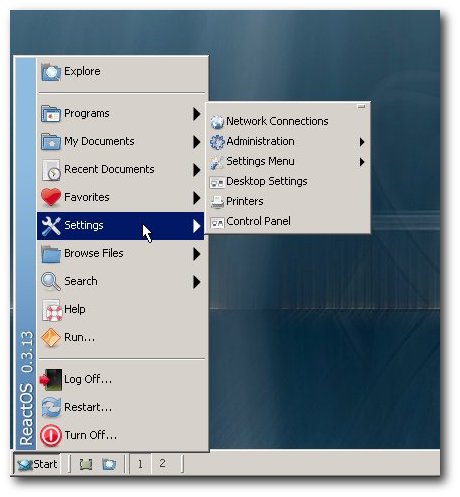 Explore
Programs
My Documents
Recent Documents
Favorites
Settings
Browse Files
Search
Help
Run...
Log Off...
Restart...
Turn Off...
ReactOS 0.3.13
Network Connections
Administration
Settings Menu
Desktop Settings
Printers
Control Panel
Start
1 2